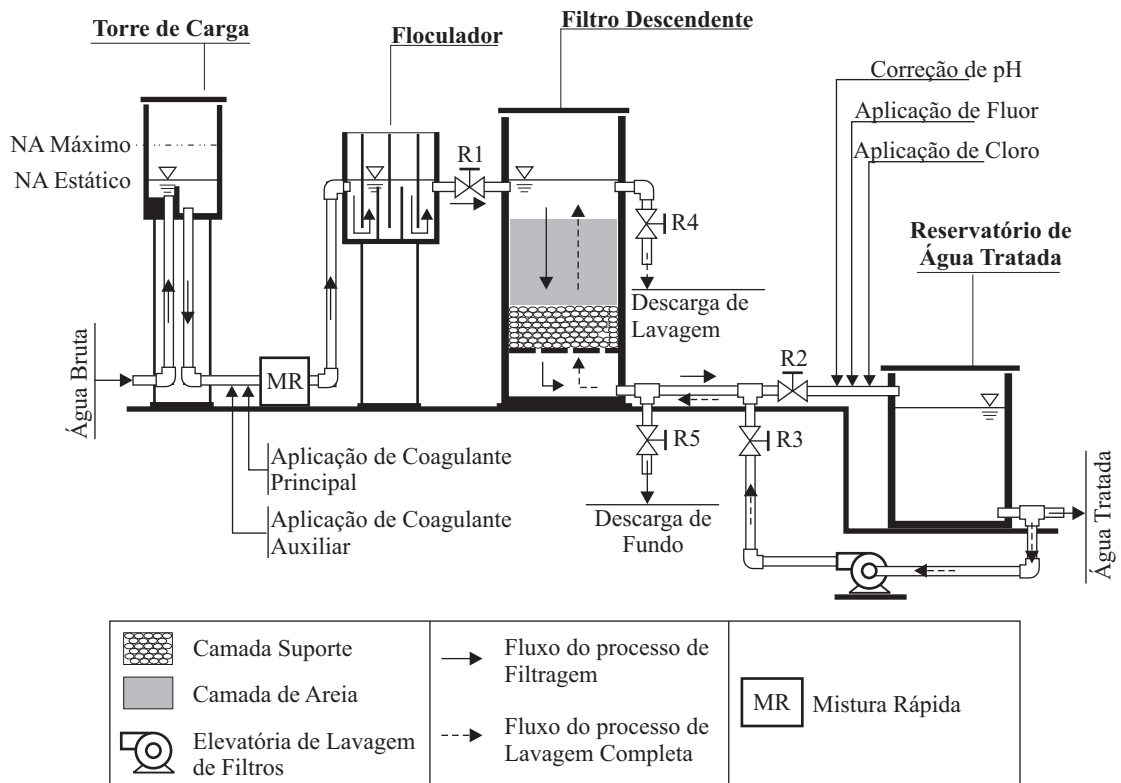 Torre de Carga
Floculador
Filtro Descendente
NA Máximo
NA Estático
R1
R4
Correção de pH
Aplicação de Fluor
Aplicação de Cloro
Reservatório de
Água Tratada
Descarga de
Lavagem
Água Bruta
MR
R2
R5
R3
Aplicação de Coagulante
Principal
Aplicação de Coagulante
Auxiliar
Descarga de
Fundo
Água Tratada
Camada Suporte
Camada de Areia
Elevatória de Lavagem
de Filtros
Fluxo do processo de
Filtragem
Fluxo do processo de
Lavagem Completa
MR
Mistura Rápida